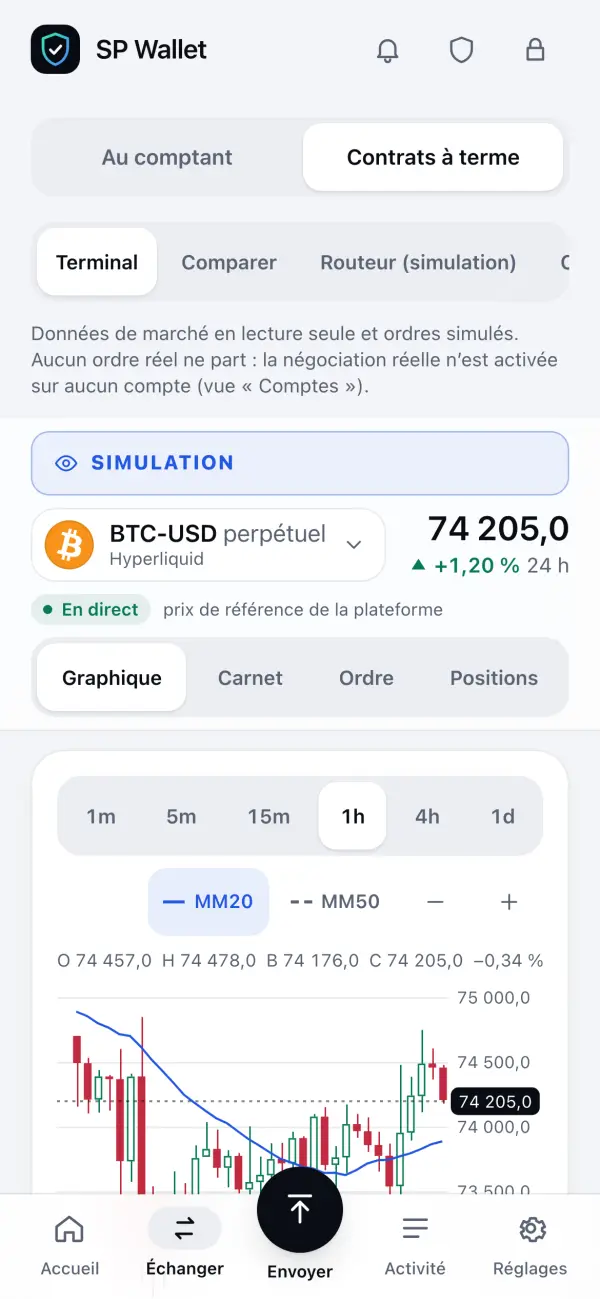 SP Wallet
Au comptant
Contrats à terme
Terminal
Comparer
Routeur (simulation)
Données de marché en lecture seule et ordres simulés.
Aucun ordre réel ne part : la négociation réelle n’est activée
sur aucun compte (vue « Comptes »).
SIMULATION
BTC-USD perpétuel
Hyperliquid
74 205,0
+1,20 % 24 h
En direct
prix de référence de la plateforme
Graphique
Carnet
Ordre
Positions
1m
5m
15m
1h
4h
1d
MM20
MM50
O 74 457,0 H 74 478,0 B 74 176,0 C 74 205,0 −0,34 %
75 000,0
74 500,0
74 205,0
74 000,0
73 500,0
Accueil
Échanger
Envoyer
Activité
Réglages